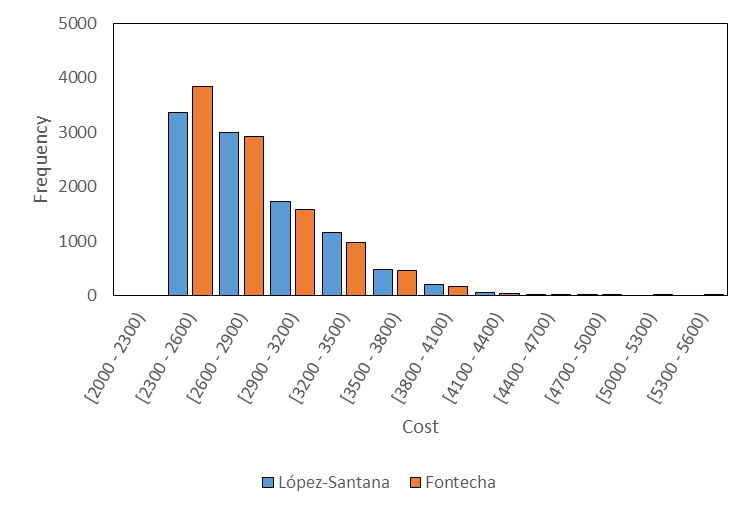 5000
4000
3000
2000
1000
0
Frequency
[2000 - 2300)
[2300 - 2600)
[2600 - 2900)
[2900 - 3200)
[3200 - 3500)
[3500 - 3800)
[3800 - 4100)
[4100 - 4400)
[4400 - 4700)
[4700 - 5000)
[5000 - 5300)
[5300 - 5600)
Cost
López-Santana Fontecha